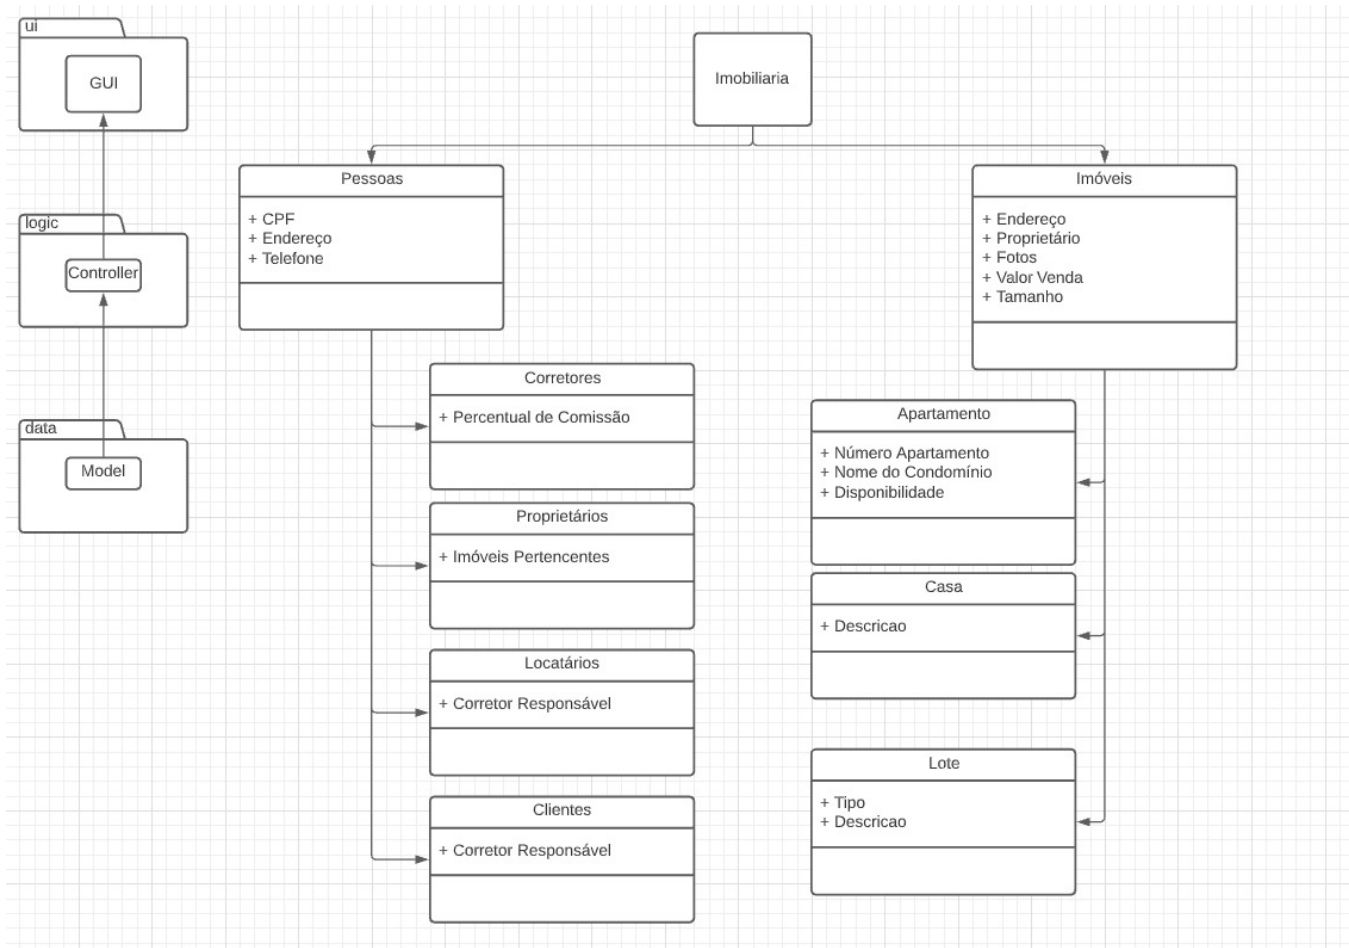 ui
GUI
logic
Controller
data
Model
Imobiliaria
Pessoas
+ CPF
+ Endereço
+ Telefone
Corretores
+ Percentual de Comissão
Proprietários
+ Imóveis Pertencentes
Locatários
+ Corretor Responsável
Clientes
+ Corretor Responsável
Imóveis
+ Endereço
+ Proprietário
+ Fotos
+ Valor Venda
+ Tamanho
Apartamento
+ Número Apartamento
+ Nome do Condomínio
+ Disponibilidade
Casa
+ Descricao
Lote
+ Tipo
+ Descricao